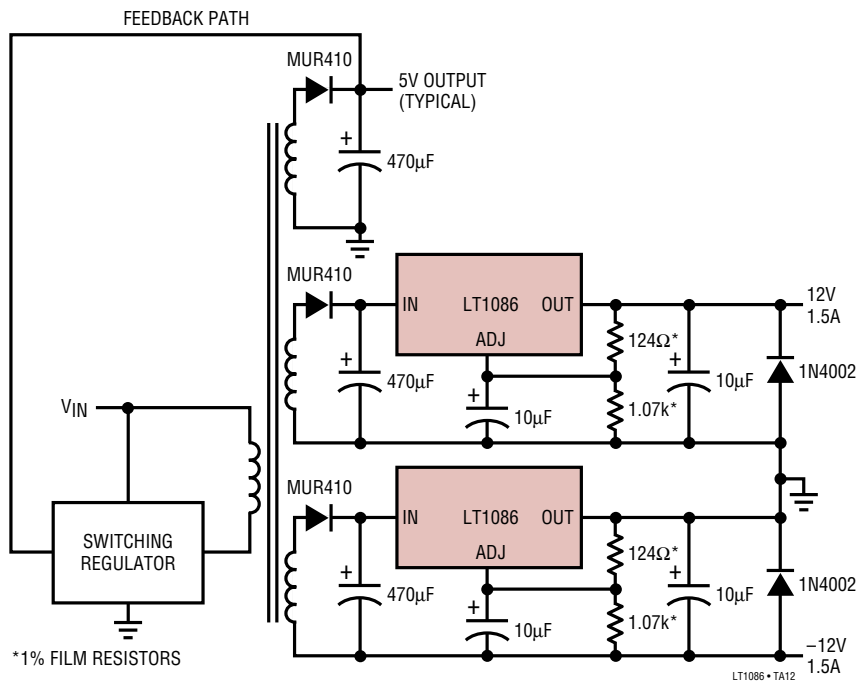 FEEDBACK PATH
MUR410
5V OUTPUT
(TYPICAL)
+
470µF
MUR410
IN
LT1086
OUT
ADJ
12V
1.5A
124Ω*
+
470µF
+
10µF
1.07k*
+
10µF
1N4002
VIN
MUR410
IN
LT1086
OUT
ADJ
SWITCHING
REGULATOR
124Ω*
+
470µF
+
10µF
1.07k*
+
10µF
1N4002
–12V
1.5A
*1% FILM RESISTORS
LT1086 • TA12